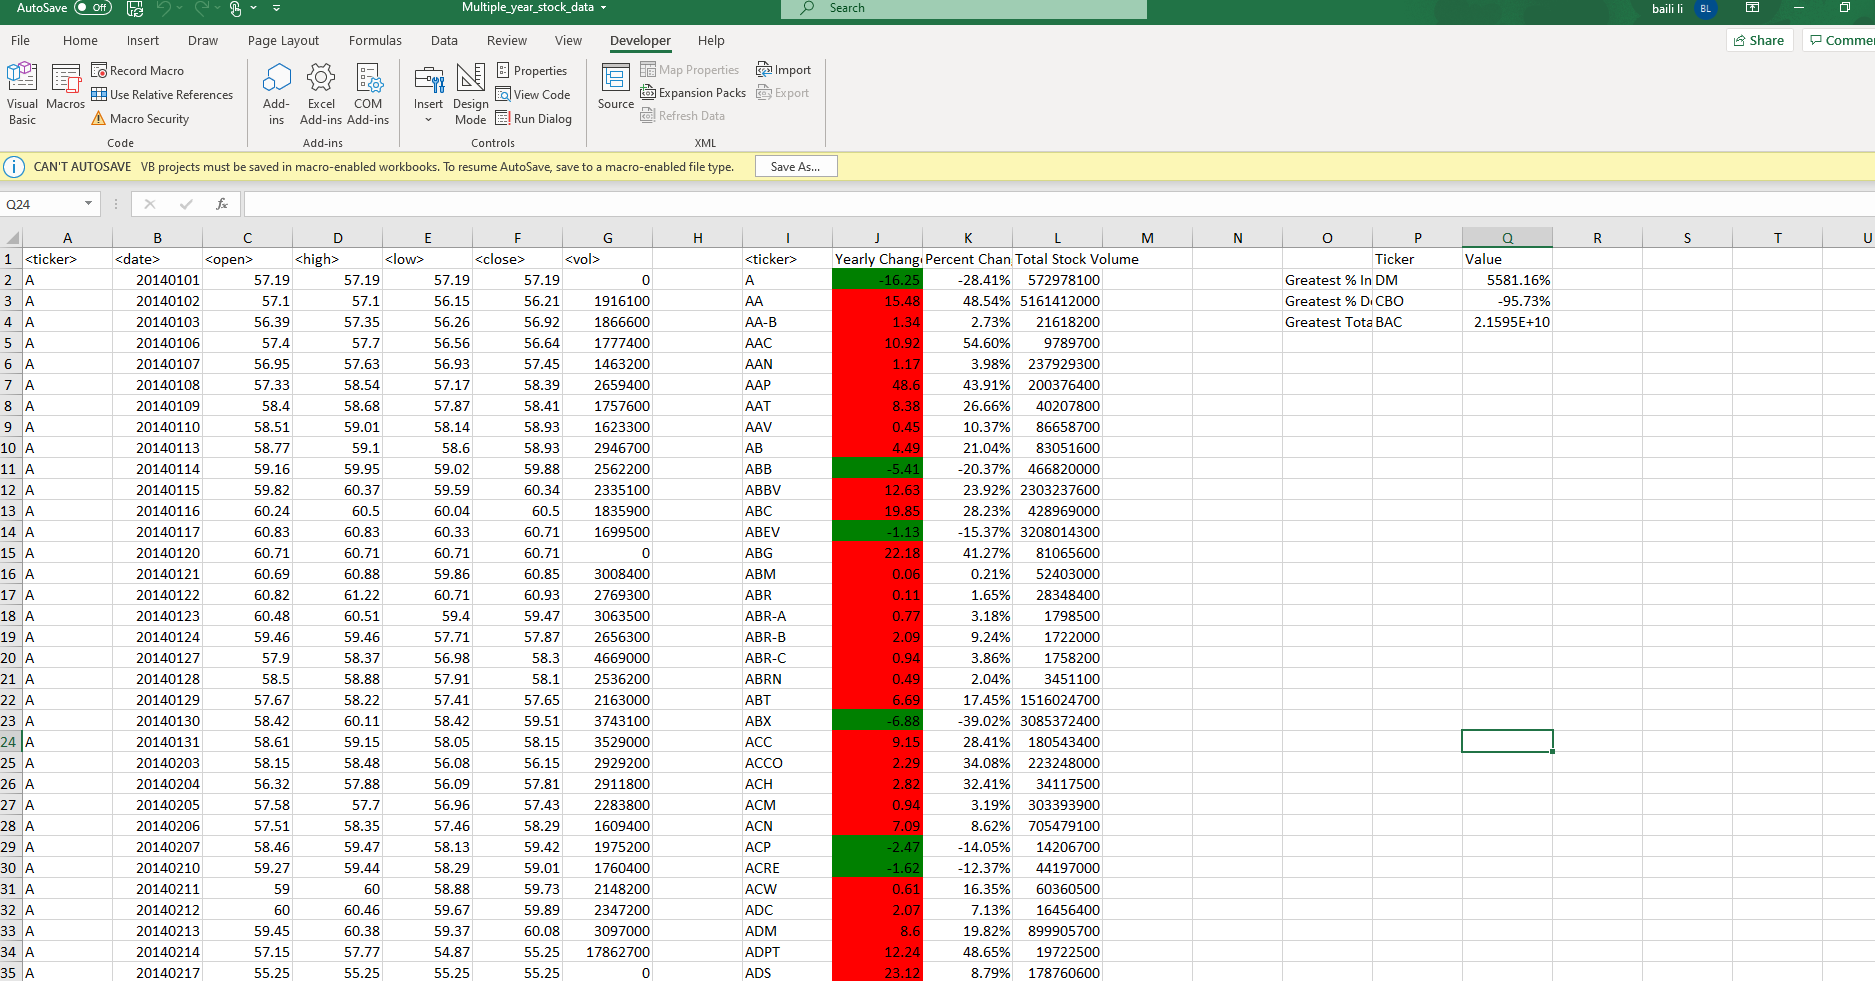 AutoSave Off Multiple_year_stock_data Search baili li BL
File Home Insert Draw Page Layout Formulas Data Review View Developer Help Share Comme
Visual Basic Macros Record Macro Use Relative References Macro Security Code
Add-ins Excel Add-ins COM Add-ins Add-ins
Insert Design Mode Properties View Code Run Dialog Controls
Source Map Properties Expansion Packs Refresh Data Import Export XML
CAN'T AUTOSAVE VB projects must be saved in macro-enabled workbooks. To resume AutoSave, save to a macro-enabled file type. Save As...
Q24 fx
A B C D E F G H I J K L M N O P Q R S T U
1 <ticker> <date> <open> <high> <low> <close> <vol> <ticker> Yearly Chang Percent Chan Total Stock Volume Ticker Value
2 A 20140101 57.19 57.19 57.19 57.19 0 A -16.25 -28.41% 572978100 Greatest % In DM 5581.16%
3 A 20140102 57.1 57.1 56.15 56.21 1916100 AA 15.48 48.54% 5161412000 Greatest % D CBO -95.73%
4 A 20140103 56.39 57.35 56.26 56.92 1866600 AA-B 1.34 2.73% 21618200 Greatest Tota BAC 2.1595E+10
5 A 20140106 57.4 57.7 56.56 56.64 1777400 AAC 10.92 54.60% 9789700
6 A 20140107 56.95 57.63 56.93 57.45 1463200 AAN 1.17 3.98% 237929300
7 A 20140108 57.33 58.54 57.17 58.39 2659400 AAP 48.6 43.91% 200376400
8 A 20140109 58.4 58.68 57.87 58.41 1757600 AAT 8.38 26.66% 40207800
9 A 20140110 58.51 59.01 58.14 58.93 1623300 AAV 0.45 10.37% 86658700
10 A 20140113 58.77 59.1 58.6 58.93 2946700 AB 4.49 21.04% 83051600
11 A 20140114 59.16 59.95 59.02 59.88 2562200 ABB -5.41 -20.37% 466820000
12 A 20140115 59.82 60.37 59.59 60.34 2335100 ABBV 12.63 23.92% 2303237600
13 A 20140116 60.24 60.5 60.04 60.5 1835900 ABC 19.85 28.23% 428969000
14 A 20140117 60.83 60.83 60.33 60.71 1699500 ABEV -1.13 -15.37% 3208014300
15 A 20140120 60.71 60.71 60.71 60.71 0 ABG 22.18 41.27% 81065600
16 A 20140121 60.69 60.88 59.86 60.85 3008400 ABM 0.06 0.21% 52403000
17 A 20140122 60.82 61.22 60.71 60.93 2769300 ABR 0.11 1.65% 28348400
18 A 20140123 60.48 60.51 59.4 59.47 3063500 ABR-A 0.77 3.18% 1798500
19 A 20140124 59.46 59.46 57.71 57.87 2656300 ABR-B 2.09 9.24% 1722000
20 A 20140127 57.9 58.37 56.98 58.3 4669000 ABR-C 0.94 3.86% 1758200
21 A 20140128 58.5 58.88 57.91 58.1 2536200 ABRN 0.49 2.04% 3451100
22 A 20140129 57.67 58.22 57.41 57.65 2163000 ABT 6.69 17.45% 1516024700
23 A 20140130 58.42 60.11 58.42 59.51 3743100 ABX -6.88 -39.02% 3085372400
24 A 20140131 58.61 59.15 58.05 58.15 3529000 ACC 9.15 28.41% 180543400
25 A 20140203 58.15 58.48 56.08 56.15 2929200 ACCO 2.29 34.08% 223248000
26 A 20140204 56.32 57.88 56.09 57.81 2911800 ACH 2.82 32.41% 34117500
27 A 20140205 57.58 57.7 56.96 57.43 2283800 ACM 0.94 3.19% 303393900
28 A 20140206 57.51 58.35 57.46 58.29 1609400 ACN 7.09 8.62% 705479100
29 A 20140207 58.46 59.47 58.13 59.42 1975200 ACP -2.47 -14.05% 14206700
30 A 20140210 59.27 59.44 58.29 59.01 1760400 ACRE -1.62 -12.37% 44197000
31 A 20140211 59 60 58.88 59.73 2148200 ACW 0.61 16.35% 60360500
32 A 20140212 60 60.46 59.67 59.89 2347200 ADC 2.07 7.13% 16456400
33 A 20140213 59.45 60.38 59.37 60.08 3097000 ADM 8.6 19.82% 899905700
34 A 20140214 57.15 57.77 54.87 55.25 17862700 ADPT 12.24 48.65% 19722500
35 A 20140217 55.25 55.25 55.25 55.25 0 ADS 23.12 8.79% 178760600